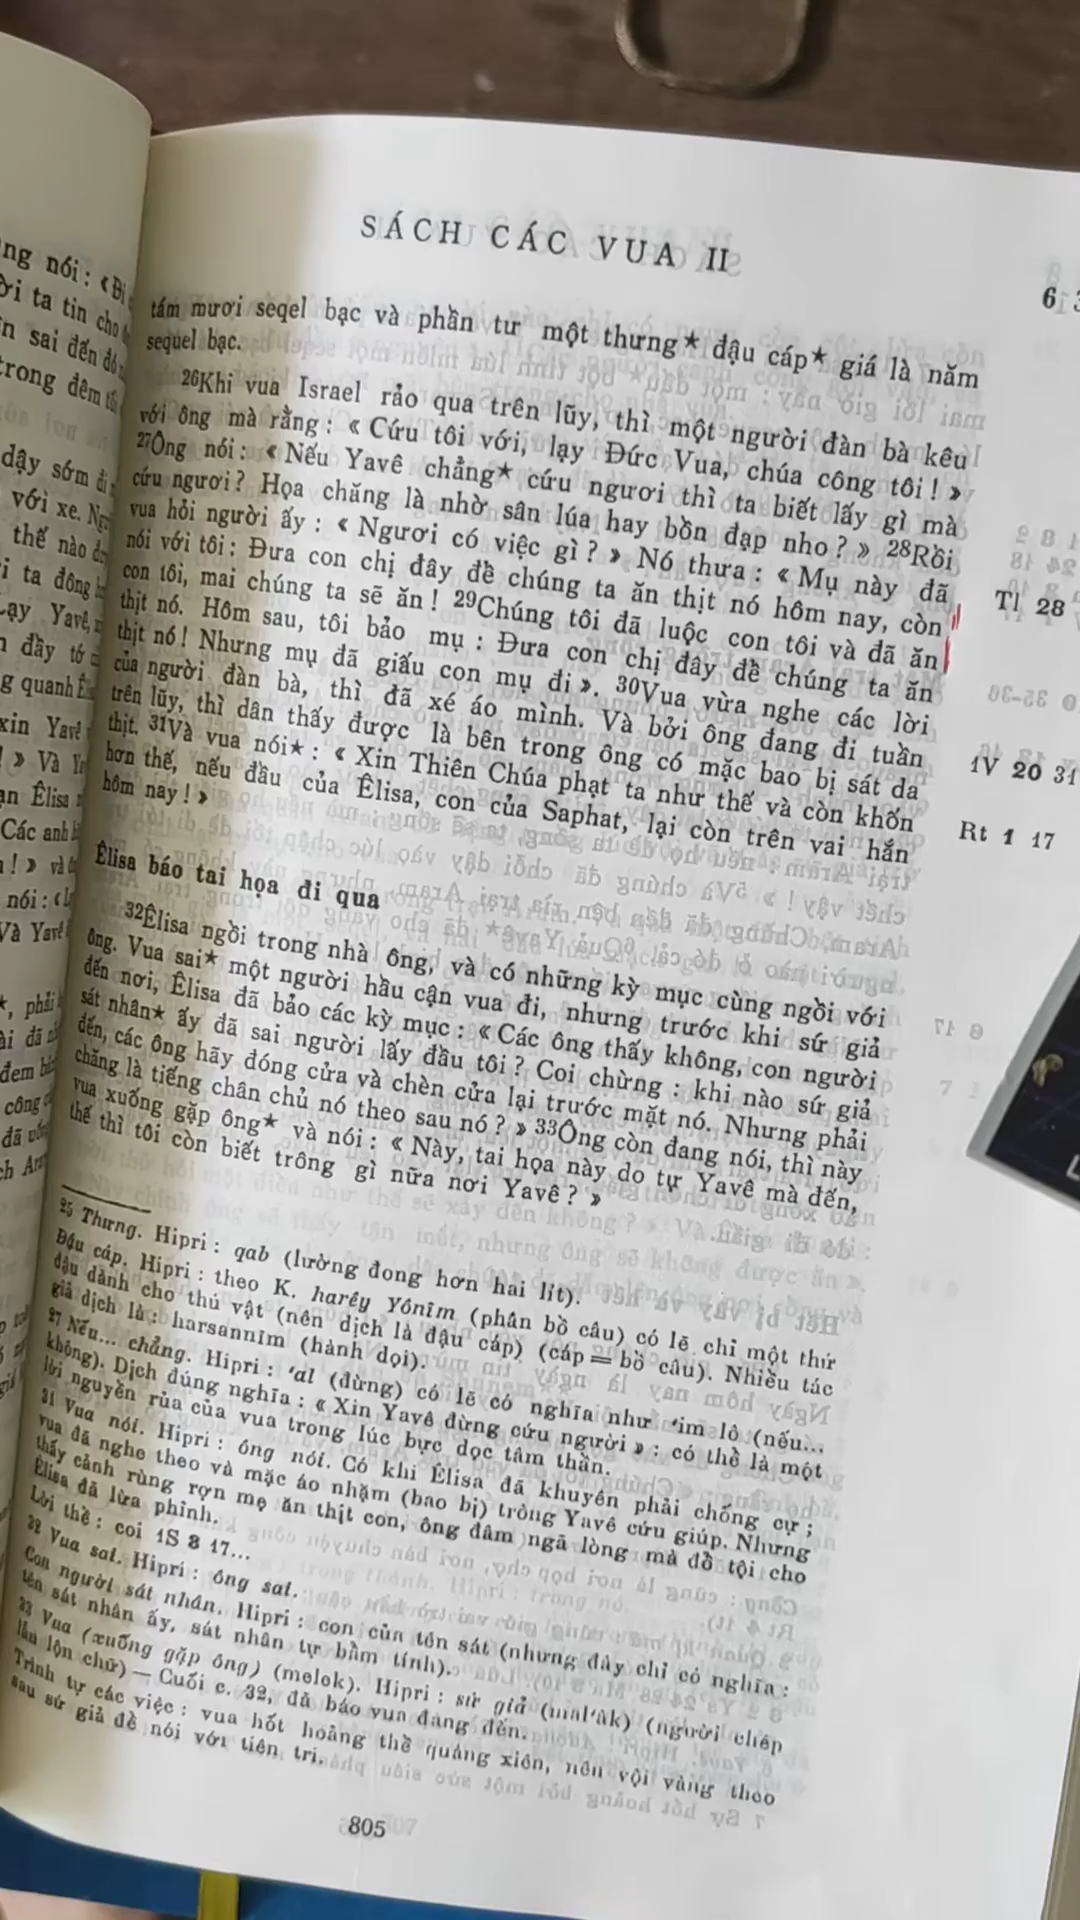 SÁCH CÁC VUA II
6
tám mươi seqel bạc và phần tư một thưng* đậu cáp* giá là năm
sequel bạc.
26Khi vua Israel rảo qua trên lũy, thì một người đàn bà kêu
với ông mà rằng : « Cứu tôi với, lạy Đức Vua, chúa công tôi ! »
27Ông nói : « Nếu Yavê chẳng* cứu ngươi thì ta biết lấy gì mà
cứu ngươi? Họa chăng là nhờ sân lúa hay bồn đạp nho? » 28Rồi
vua hỏi người ấy : « Ngươi có việc gì ? » Nó thưa : « Mụ này đã
nói với tôi : Đưa con chị đây để chúng ta ăn thịt nó hôm nay, còn
con tôi, mai chúng ta sẽ ăn ! 29Chúng tôi đã luộc con tôi và đã ăn
thịt nó. Hôm sau, tôi bảo mụ : Đưa con chị đây để chúng ta ăn
thịt nó ! Nhưng mụ đã giấu con mụ đi ». 30Vua vừa nghe các lời
của người đàn bà, thì đã xé áo mình. Và bởi ông đang đi tuần
trên lũy, thì dân thấy được là bên trong ông có mặc bao bị sát da
thịt. 31Và vua nói* : « Xin Thiên Chúa phạt ta như thế và còn khốn
hơn thế, nếu đầu của Êlisa, con của Saphat, lại còn trên vai hắn
hôm nay ! »
Tl 28
1V 20 31
Rt 1 17
Êlisa báo tai họa đi qua
32Êlisa ngồi trong nhà ông, và có những kỳ mục cùng ngồi với
ông. Vua sai* một người hầu cận vua đi, nhưng trước khi sứ giả
đến nơi, Êlisa đã bảo các kỳ mục : « Các ông thấy không, con người
sát nhân* ấy đã sai người lấy đầu tôi ? Coi chừng : khi nào sứ giả
đến, các ông hãy đóng cửa và chèn cửa lại trước mặt nó. Nhưng phải
chăng là tiếng chân chủ nó theo sau nó ? » 33Ông còn đang nói, thì này
vua xuống gặp ông* và nói : « Này, tai họa này do tự Yavê mà đến,
thế thì tôi còn biết trông gì nữa nơi Yavê ? »
25 Thưng. Hipri : qab (lường đong hơn hai lít).
Đậu cáp. Hipri : theo K. harêy Yônîm (phân bồ câu) có lẽ chỉ một thứ
đậu dành cho thú vật (nên dịch là đậu cáp) (cáp = bồ câu). Nhiều tác
giả dịch là : harsannîm (hành dọi).
27 Nếu... chẳng. Hipri : 'al (đừng) có lẽ có nghĩa như 'im lô (nếu...
không). Dịch đúng nghĩa : « Xin Yavê đừng cứu người » : có thể là một
lời nguyền rủa của vua trong lúc bực dọc tâm thần.
31 Vua nói. Hipri : ông nói. Có khi Êlisa đã khuyên phải chống cự ;
vua đã nghe theo và mặc áo nhặm (bao bị) tròng Yavê cứu giúp. Nhưng
thấy cảnh rùng rợn mẹ ăn thịt con, ông đâm ngã lòng mà đổ tội cho
Êlisa đã lừa phỉnh.
Lời thề : coi 1S 3 17...
32 Vua sai. Hipri : ông sai.
Con người sát nhân. Hipri : con của tên sát (nhưng đây chỉ có nghĩa :
tên sát nhân ấy, sát nhân tự bẩm tính).
33 Vua (xuống gặp ông) (melek). Hipri : sứ giả (mal'âk) (người chép
lẫn lộn chữ) — Cuối c. 32, đã báo vua đang đến.
Trình tự các việc : vua hốt hoảng thề quàng xiên, nên vội vàng theo
sau sứ giả để nói với tiên tri.
805